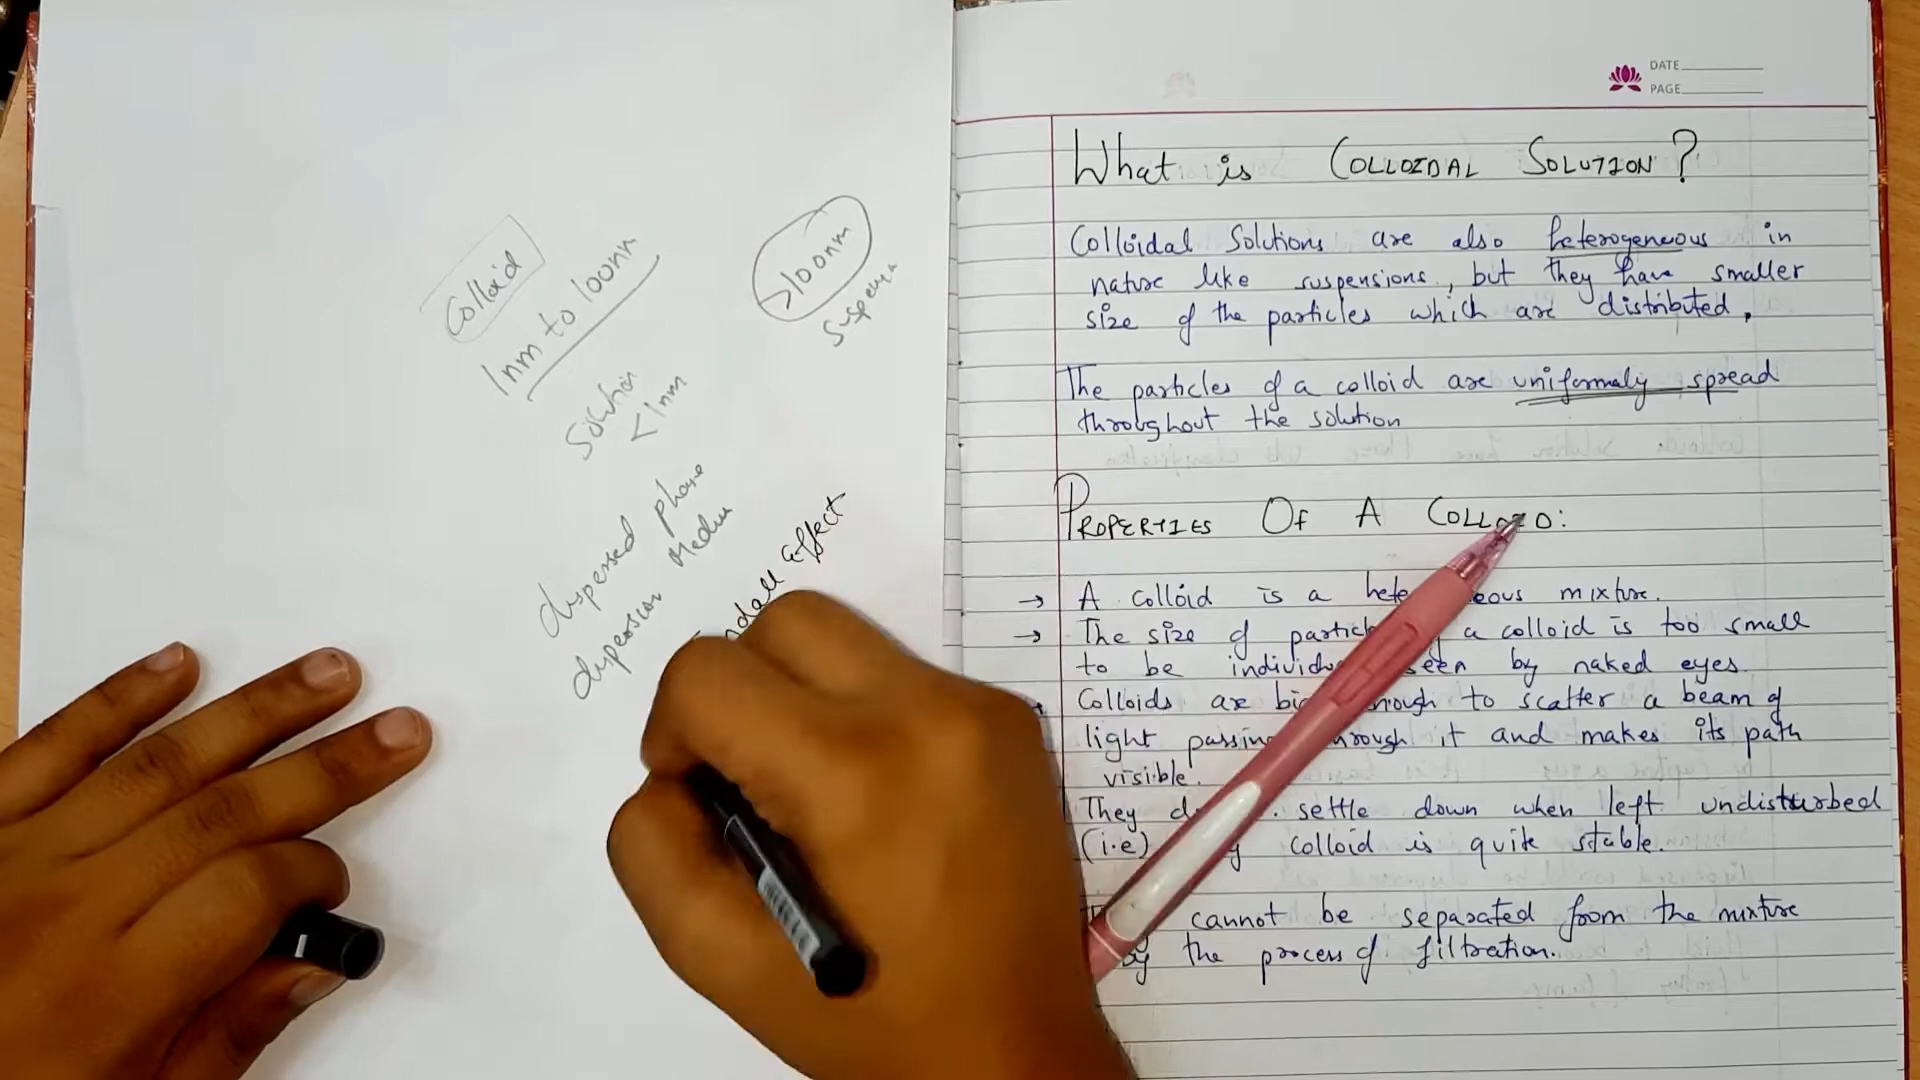 Colloid
1nm to 100nm
>100nm
Solution
<1nm
dispersed phase
effect
DATE
PAGE
What is COLLOIDAL SOLUTION?
Colloidal Solutions are also heterogeneous in
nature like suspensions, but they have smaller
size of the particles which are distributed.
The particles of a colloid are uniformaly spread
throughout the solution
PROPERTIES OF A
→ A colloid is a mixture.
→ The size of a colloid is too small
to be seen by naked eyes.
Colloids are to scatter a beam of
light it and makes its path
visible.
They settle down when left undisturbed
(i.e) colloid is quite stable.
cannot be separated from the mixture
by the process of filtration.